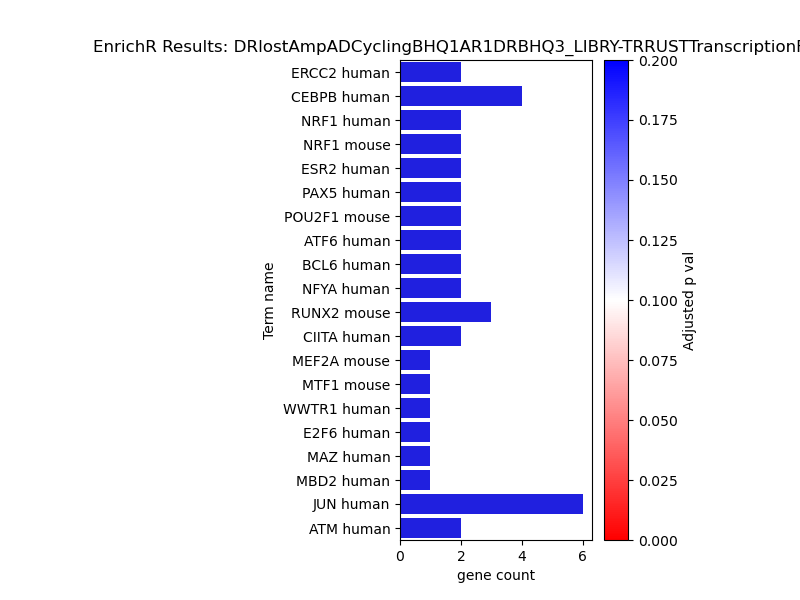 EnrichR Results: DRlostAmpADCyclingBHQ1AR1DRBHQ3_LIBRY-TRRUSTTranscription
ERCC2 human
CEBPB human
NRF1 human
NRF1 mouse
ESR2 human
PAX5 human
POU2F1 mouse
ATF6 human
BCL6 human
NFYA human
RUNX2 mouse
CIITA human
MEF2A mouse
MTF1 mouse
WWTR1 human
E2F6 human
MAZ human
MBD2 human
JUN human
ATM human
Term name
0 2 4 6
gene count
0.200
0.175
0.150
0.125
0.100
0.075
0.050
0.025
0.000
Adjusted p val